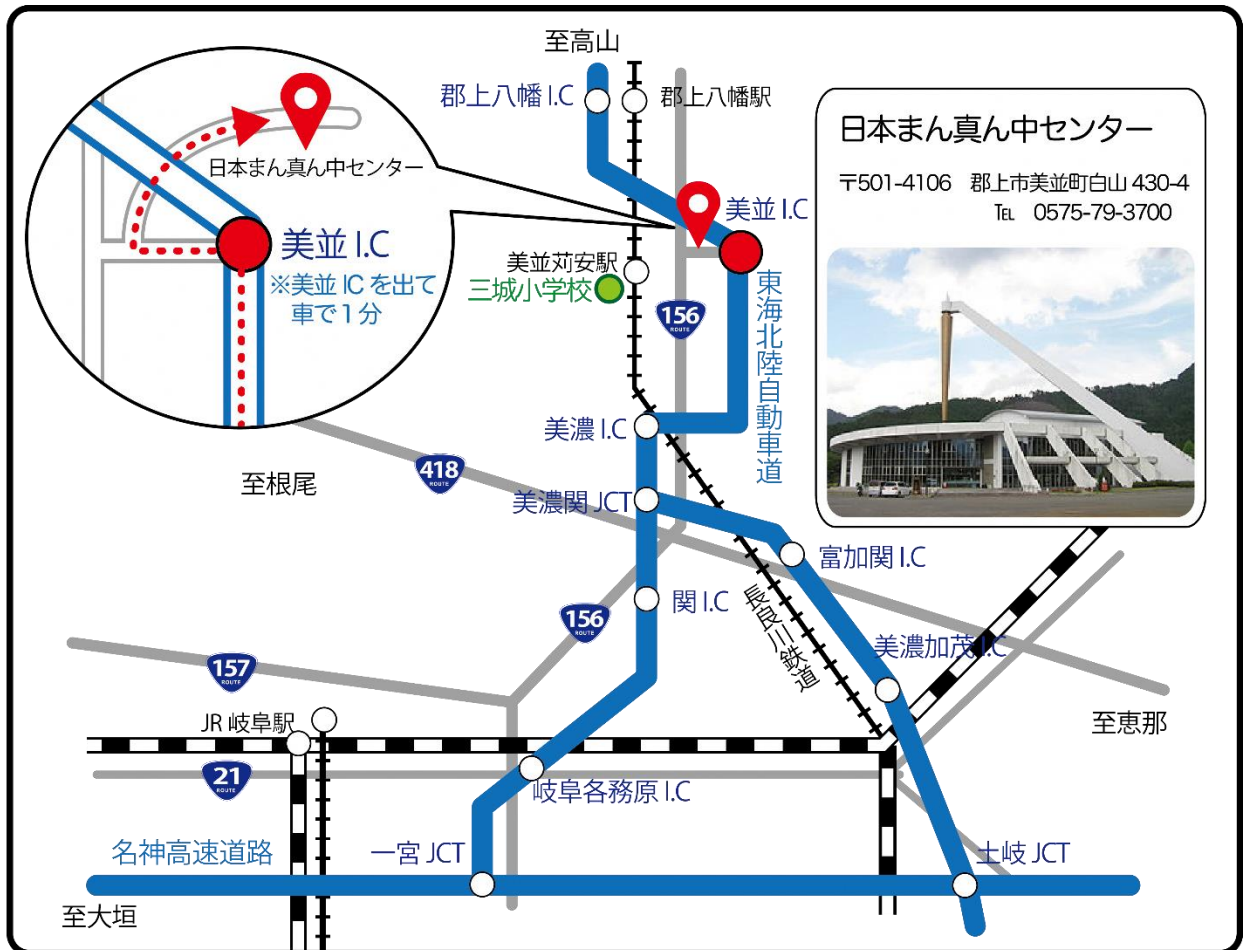 至高山
郡上八幡 I.C
郡上八幡駅
日本まん真ん中センター
美並 I.C
※美並 IC を出て
車で1分
美並 I.C
日本まん真ん中センター
〒501-4106 郡上市美並町白山 430-4
TEL 0575-79-3700
美並苅安駅
三城小学校
156
ROUTE
東海北陸自動車道
美濃 I.C
418
ROUTE
至根尾
美濃関 JCT
富加関 I.C
関 I.C
長良川鉄道
156
ROUTE
美濃加茂 I.C
157
ROUTE
至恵那
JR 岐阜駅
21
ROUTE
岐阜各務原 I.C
名神高速道路
一宮 JCT
土岐 JCT
至大垣